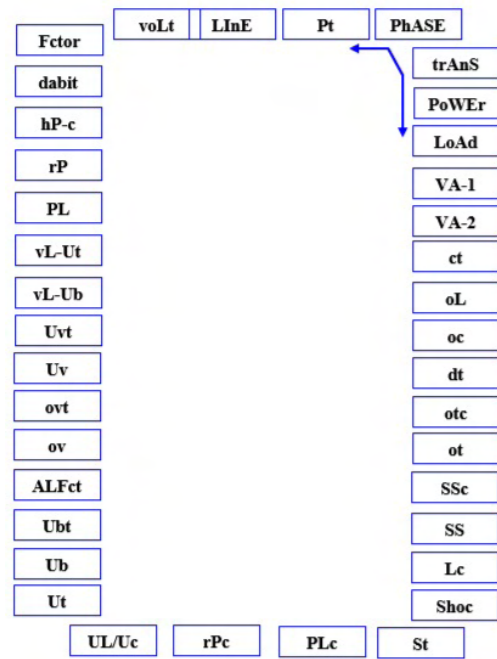 voLt
LInE
Pt
PhASE
Fctor
dabit
hP-c
rP
PL
vL-Ut
vL-Ub
Uvt
Uv
ovt
ov
ALFct
Ubt
Ub
Ut
trAnS
PoWEr
LoAd
VA-1
VA-2
ct
oL
oc
dt
otc
ot
SSc
SS
Lc
Shoc
UL/Uc
rPc
PLc
St